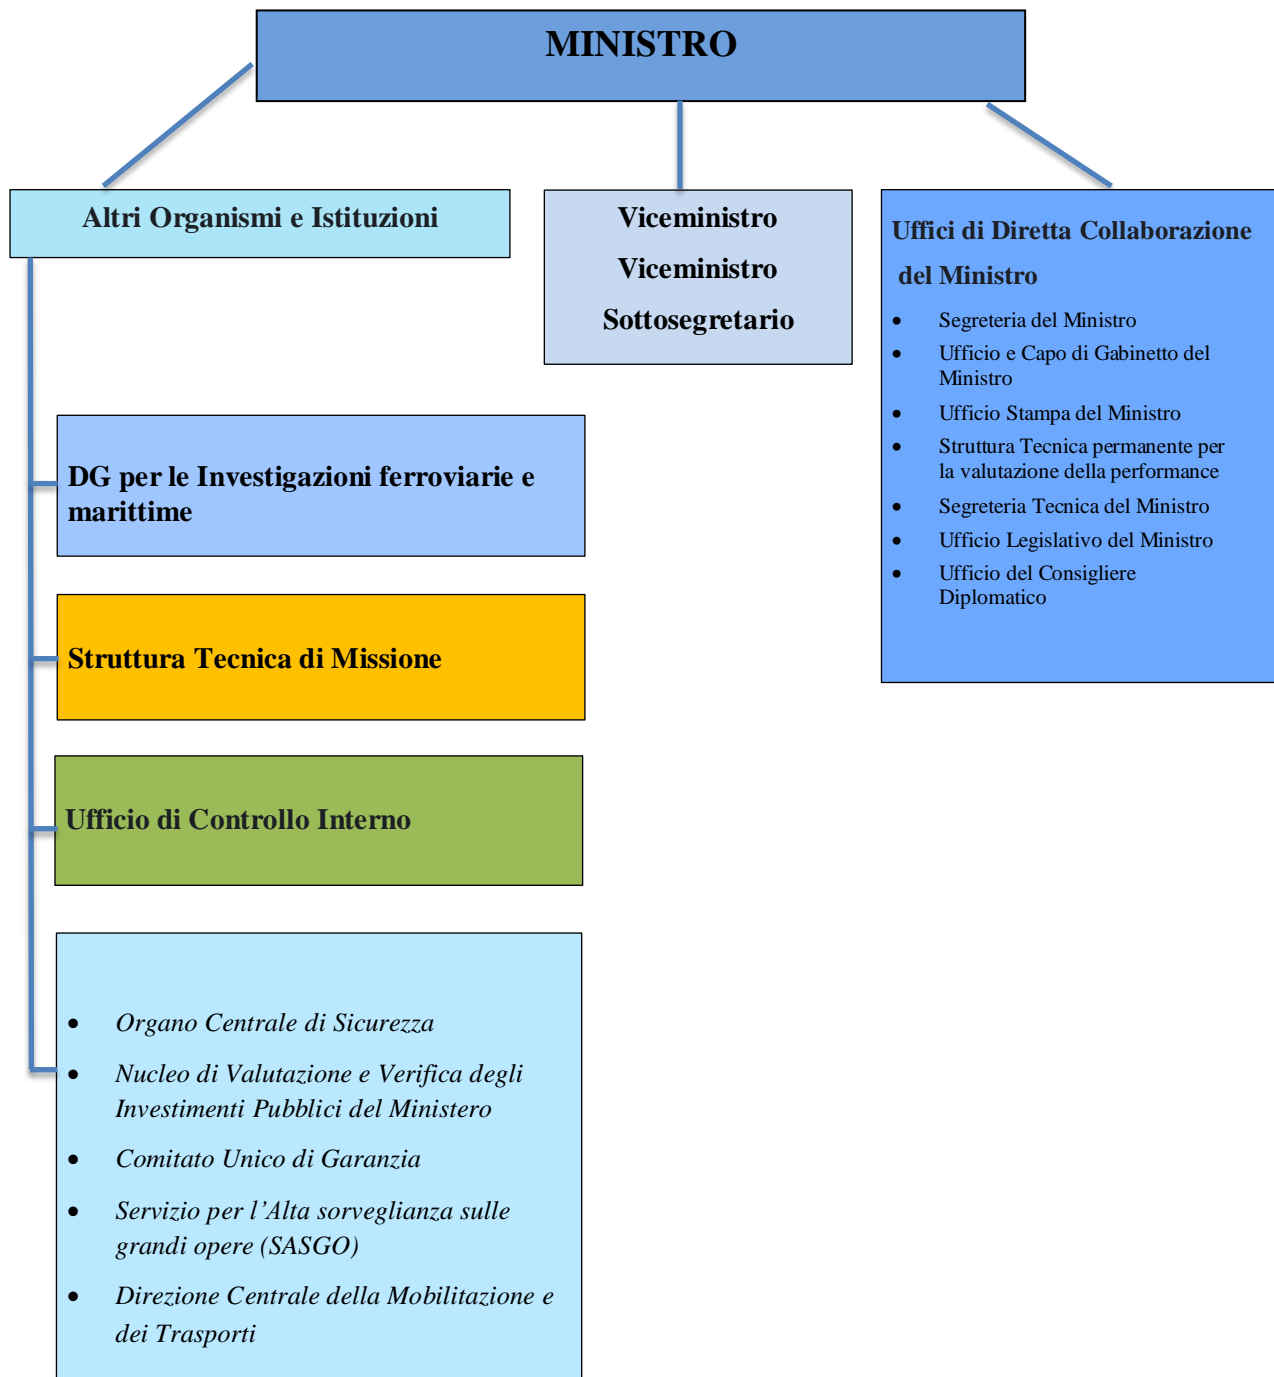 MINISTRO
Altri Organismi e Istituzioni
Viceministro
Viceministro
Sottosegretario
Uffici di Diretta Collaborazione
del Ministro
• Segreteria del Ministro
• Ufficio e Capo di Gabinetto del
Ministro
• Ufficio Stampa del Ministro
• Struttura Tecnica permanente per
la valutazione della performance
• Segreteria Tecnica del Ministro
• Ufficio Legislativo del Ministro
• Ufficio del Consigliere
Diplomatico
DG per le Investigazioni ferroviarie e
marittime
Struttura Tecnica di Missione
Ufficio di Controllo Interno
• Organo Centrale di Sicurezza
• Nucleo di Valutazione e Verifica degli
Investimenti Pubblici del Ministero
• Comitato Unico di Garanzia
• Servizio per l’Alta sorveglianza sulle
grandi opere (SASGO)
• Direzione Centrale della Mobilitazione e
dei Trasporti